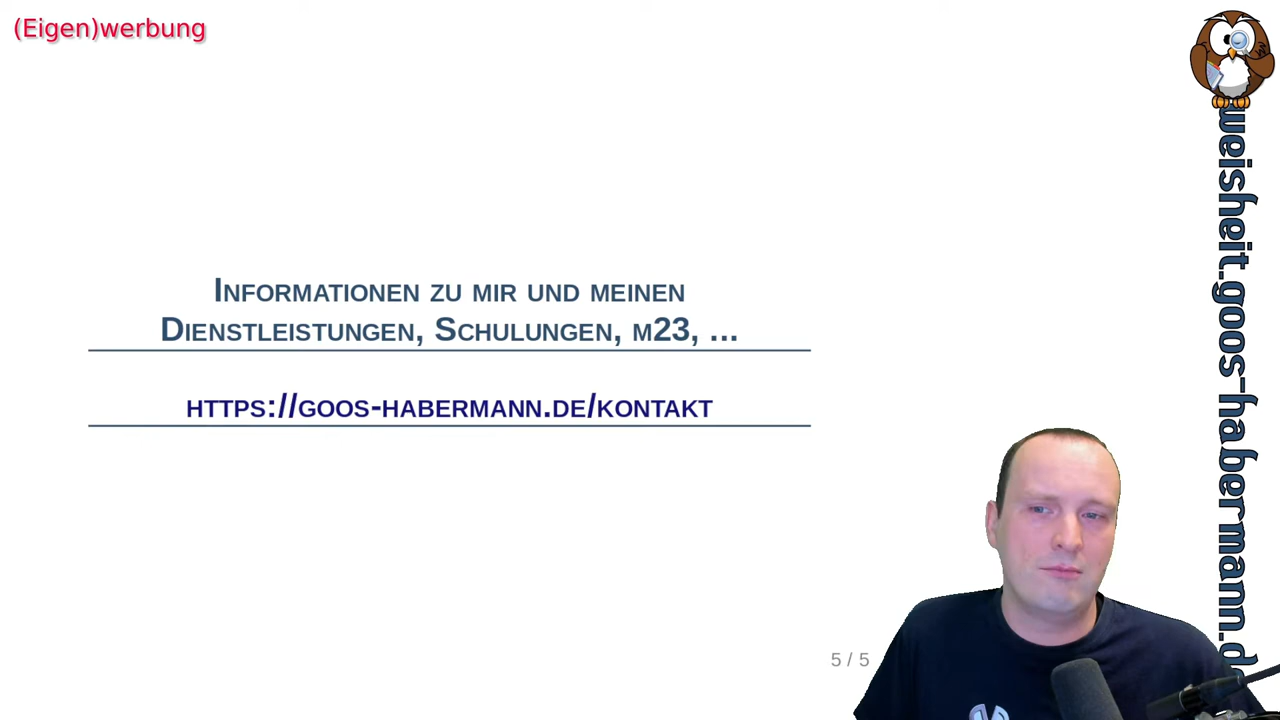 (Eigen)werbung
Informationen zu mir und meinen
Dienstleistungen, Schulungen, m23, ...
https://goos-habermann.de/kontakt
5 / 5
weisheit.goos-habermann.d